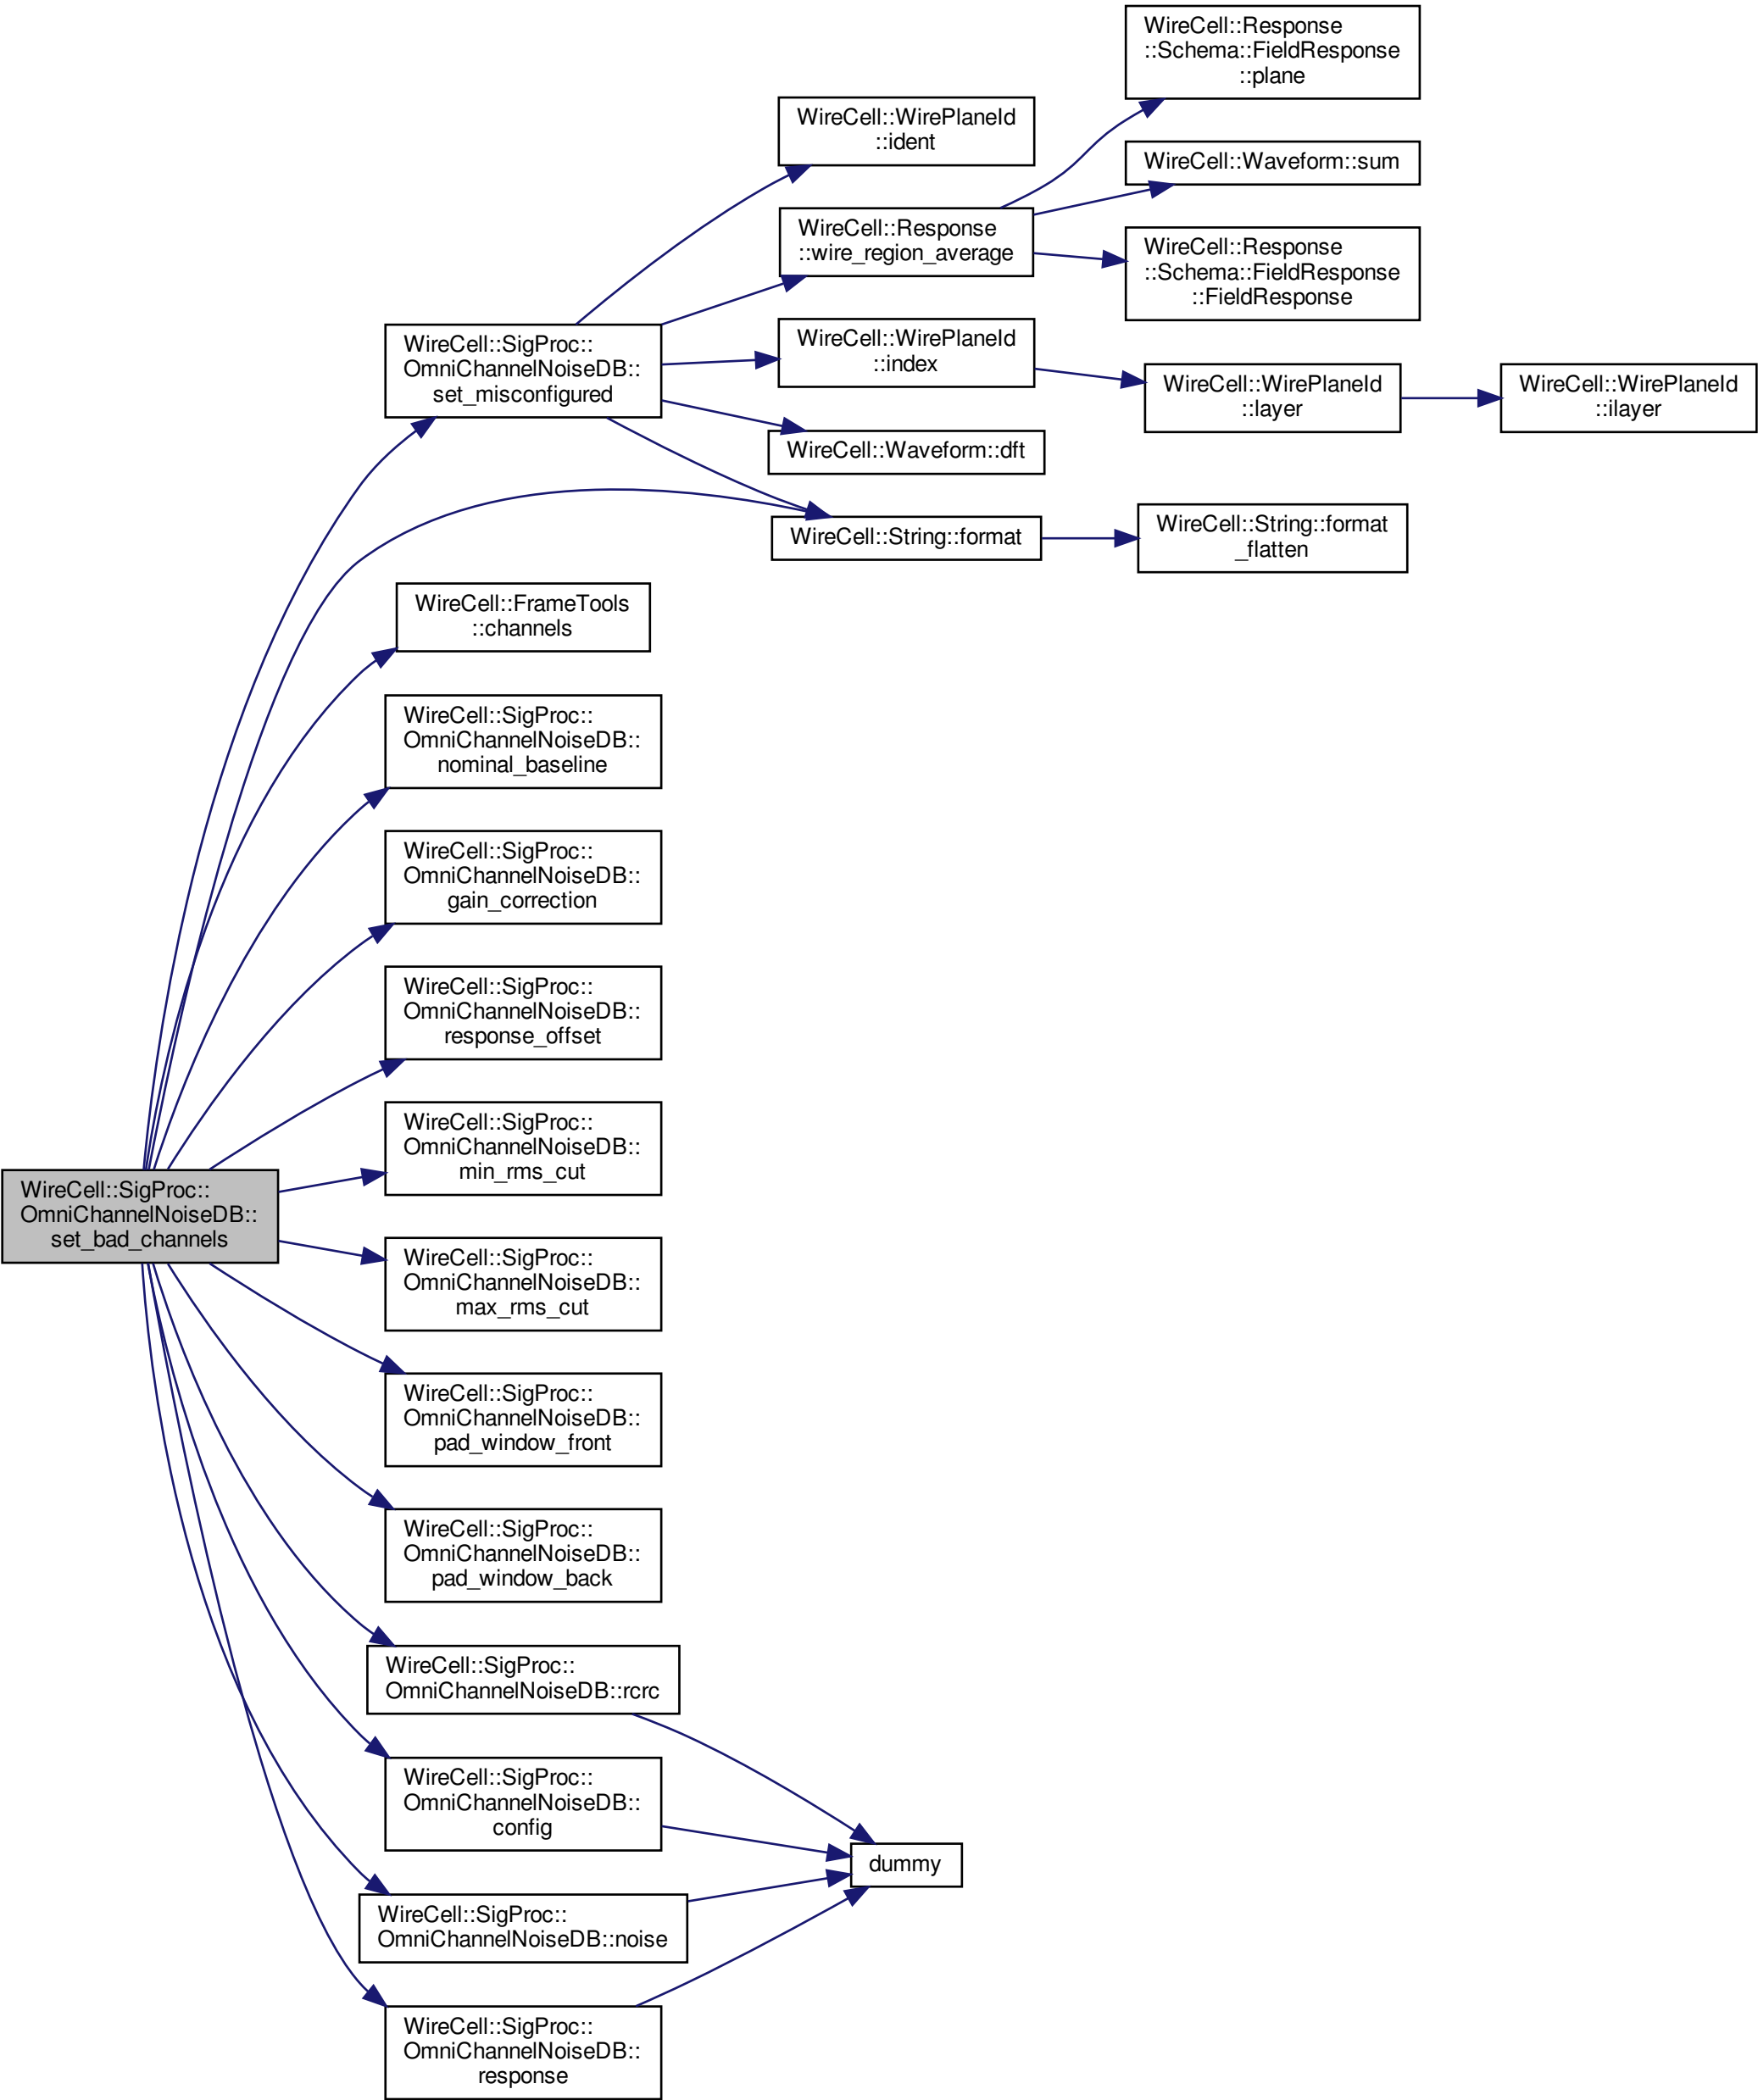 WireCell::Response
::Schema::FieldResponse
::plane
WireCell::WirePlaneId
::ident
WireCell::Waveform::sum
WireCell::Response
::wire_region_average
WireCell::Response
::Schema::FieldResponse
::FieldResponse
WireCell::SigProc::
OmniChannelNoiseDB::
set_misconfigured
WireCell::WirePlaneId
::index
WireCell::WirePlaneId
::layer
WireCell::WirePlaneId
::ilayer
WireCell::Waveform::dft
WireCell::String::format
WireCell::String::format
_flatten
WireCell::FrameTools
::channels
WireCell::SigProc::
OmniChannelNoiseDB::
nominal_baseline
WireCell::SigProc::
OmniChannelNoiseDB::
gain_correction
WireCell::SigProc::
OmniChannelNoiseDB::
response_offset
WireCell::SigProc::
OmniChannelNoiseDB::
min_rms_cut
WireCell::SigProc::
OmniChannelNoiseDB::
set_bad_channels
WireCell::SigProc::
OmniChannelNoiseDB::
max_rms_cut
WireCell::SigProc::
OmniChannelNoiseDB::
pad_window_front
WireCell::SigProc::
OmniChannelNoiseDB::
pad_window_back
WireCell::SigProc::
OmniChannelNoiseDB::rcrc
WireCell::SigProc::
OmniChannelNoiseDB::
config
dummy
WireCell::SigProc::
OmniChannelNoiseDB::noise
WireCell::SigProc::
OmniChannelNoiseDB::
response